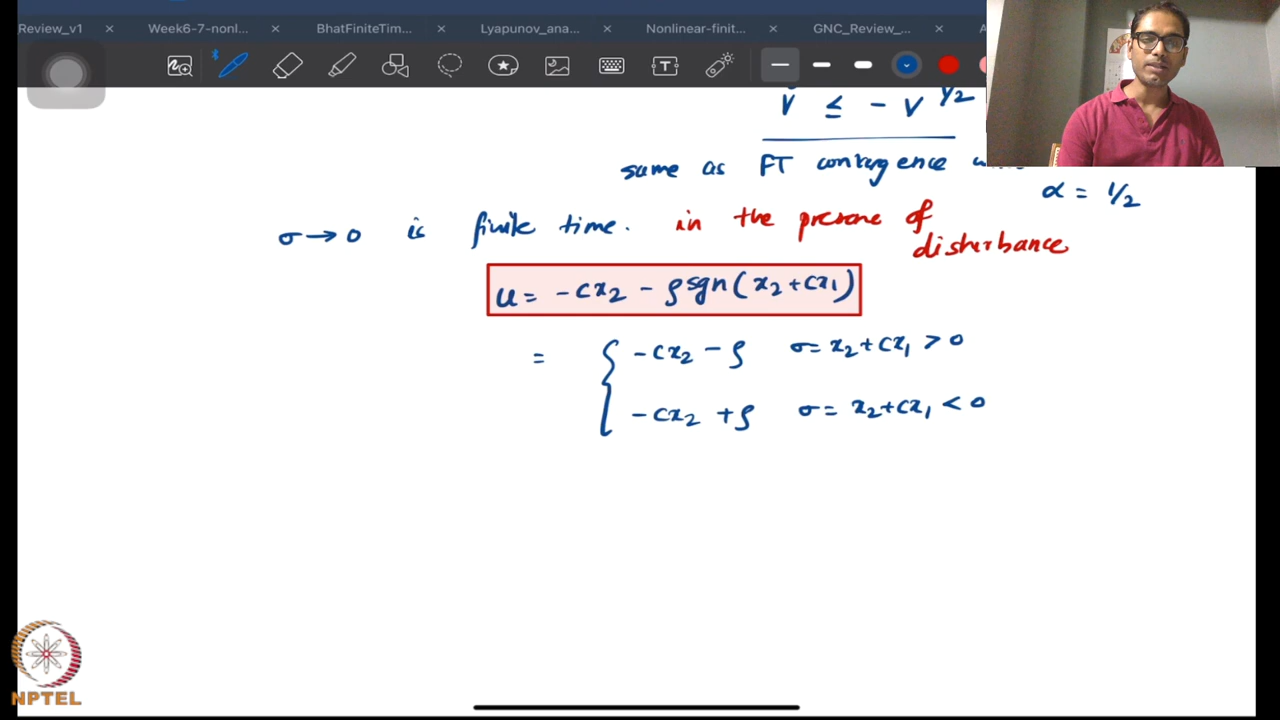 Review_v1 × Week6-7-nonl... × BhatFiniteTim... × Lyapunov_ana... × Nonlinear-finit... × GNC_Review_... ×
V̇ ≤ - V^1/2
same as FT convergence
α = 1/2
σ → 0 is finite time. in the presene of
disturbance
u = -cx₂ - ρ sgn(x₂+cx₁)
= { -cx₂ - ρ σ = x₂+cx₁ > 0
-cx₂ + ρ σ = x₂+cx₁ < 0
NPTEL